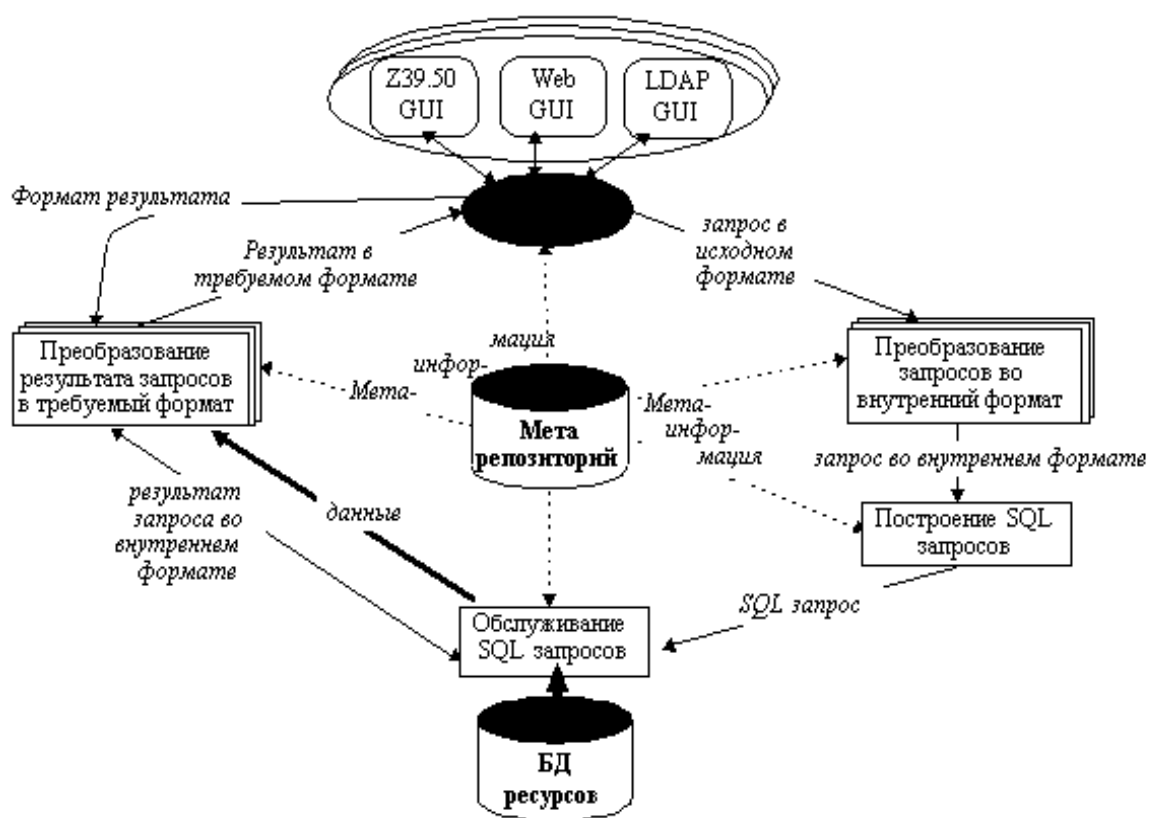 Z39.50
GUI
Web
GUI
LDAP
GUI
Формат результата
Результат в
требуемом формате
запрос в
исходном
формате
Преобразование
результата запросов
в требуемый формат
Мета-
инфор-
мация
Мета
репозиторий
Мета-
инфор-
мация
Преобразование
запросов во
внутренний формат
запрос во внутреннем формате
результат
запроса во
внутреннем
формате
данные
Построение SQL
запросов
SQL запрос
Обслуживание
SQL запросов
БД
ресурсов